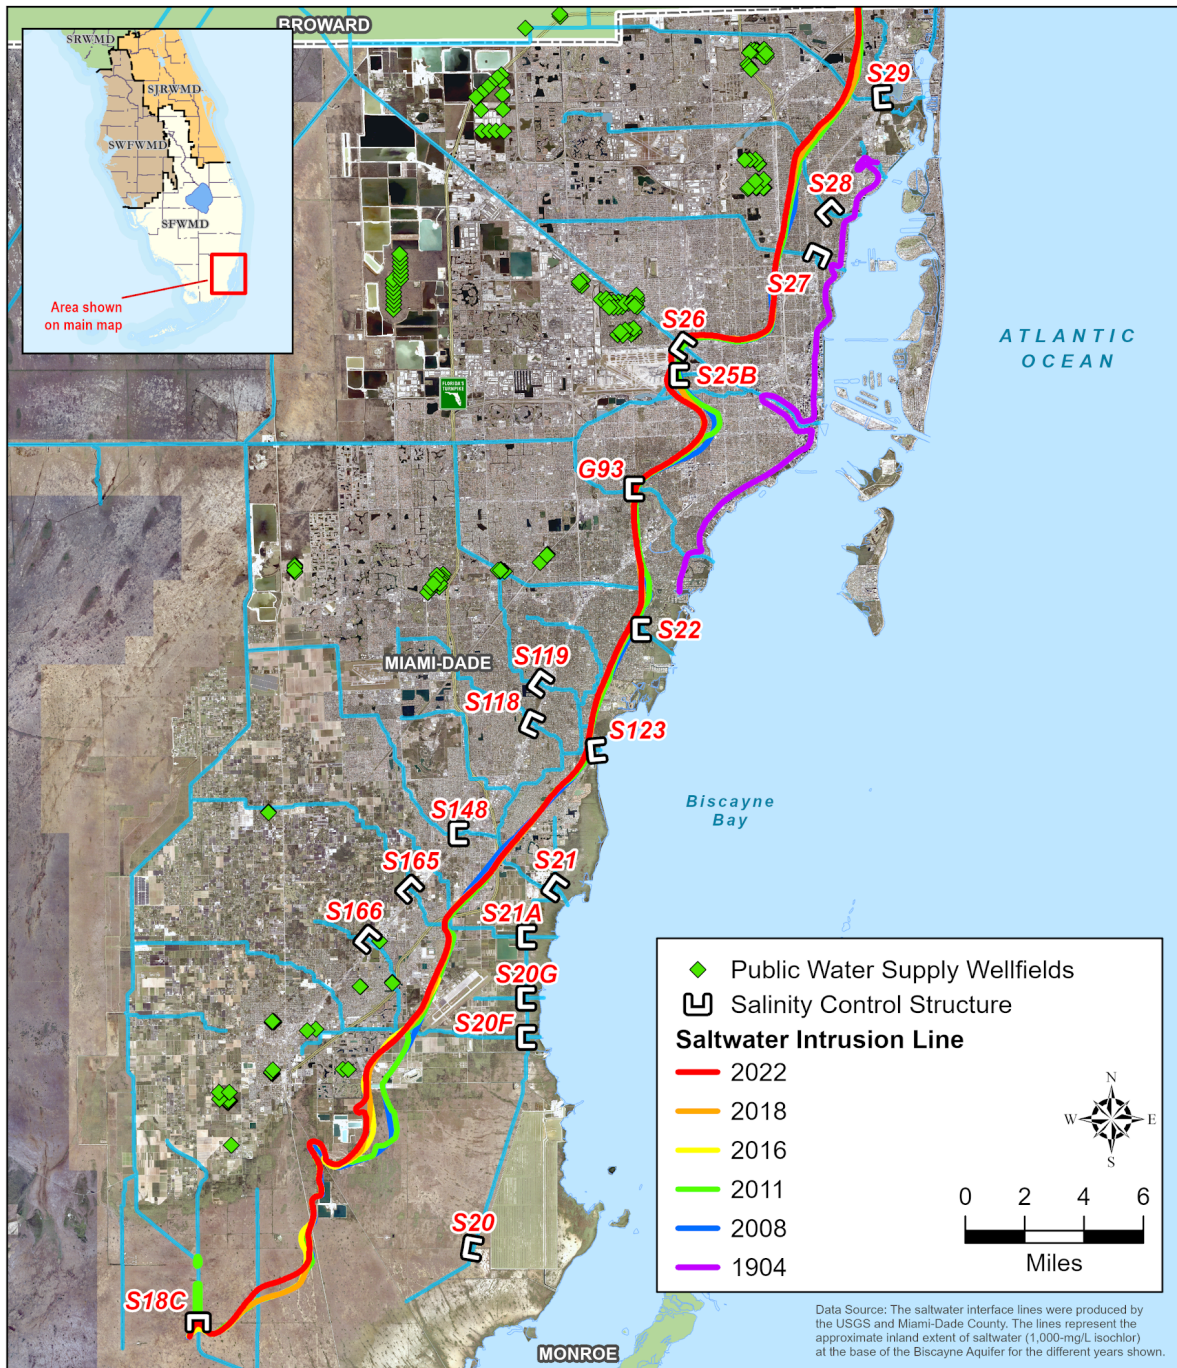 BROWARD
SRWMD
SJRWMD
SWFWMD
SFWMD
Area shown
on main map
S29
S28
S27
S26
S25B
ATLANTIC
OCEAN
FLORIDA'S
TURNPIKE
G93
S22
MIAMI-DADE
S119
S118
S123
Biscayne
Bay
S148
S165
S21
S166
S21A
S20G
S20F
S20
S18C
MONROE
Public Water Supply Wellfields
Salinity Control Structure
Saltwater Intrusion Line
2022
2018
2016
2011
2008
1904
N
W E
S
0 2 4 6
Miles
Data Source: The saltwater interface lines were produced by
the USGS and Miami-Dade County. The lines represent the
approximate inland extent of saltwater (1,000-mg/L isochlor)
at the base of the Biscayne Aquifer for the different years shown.